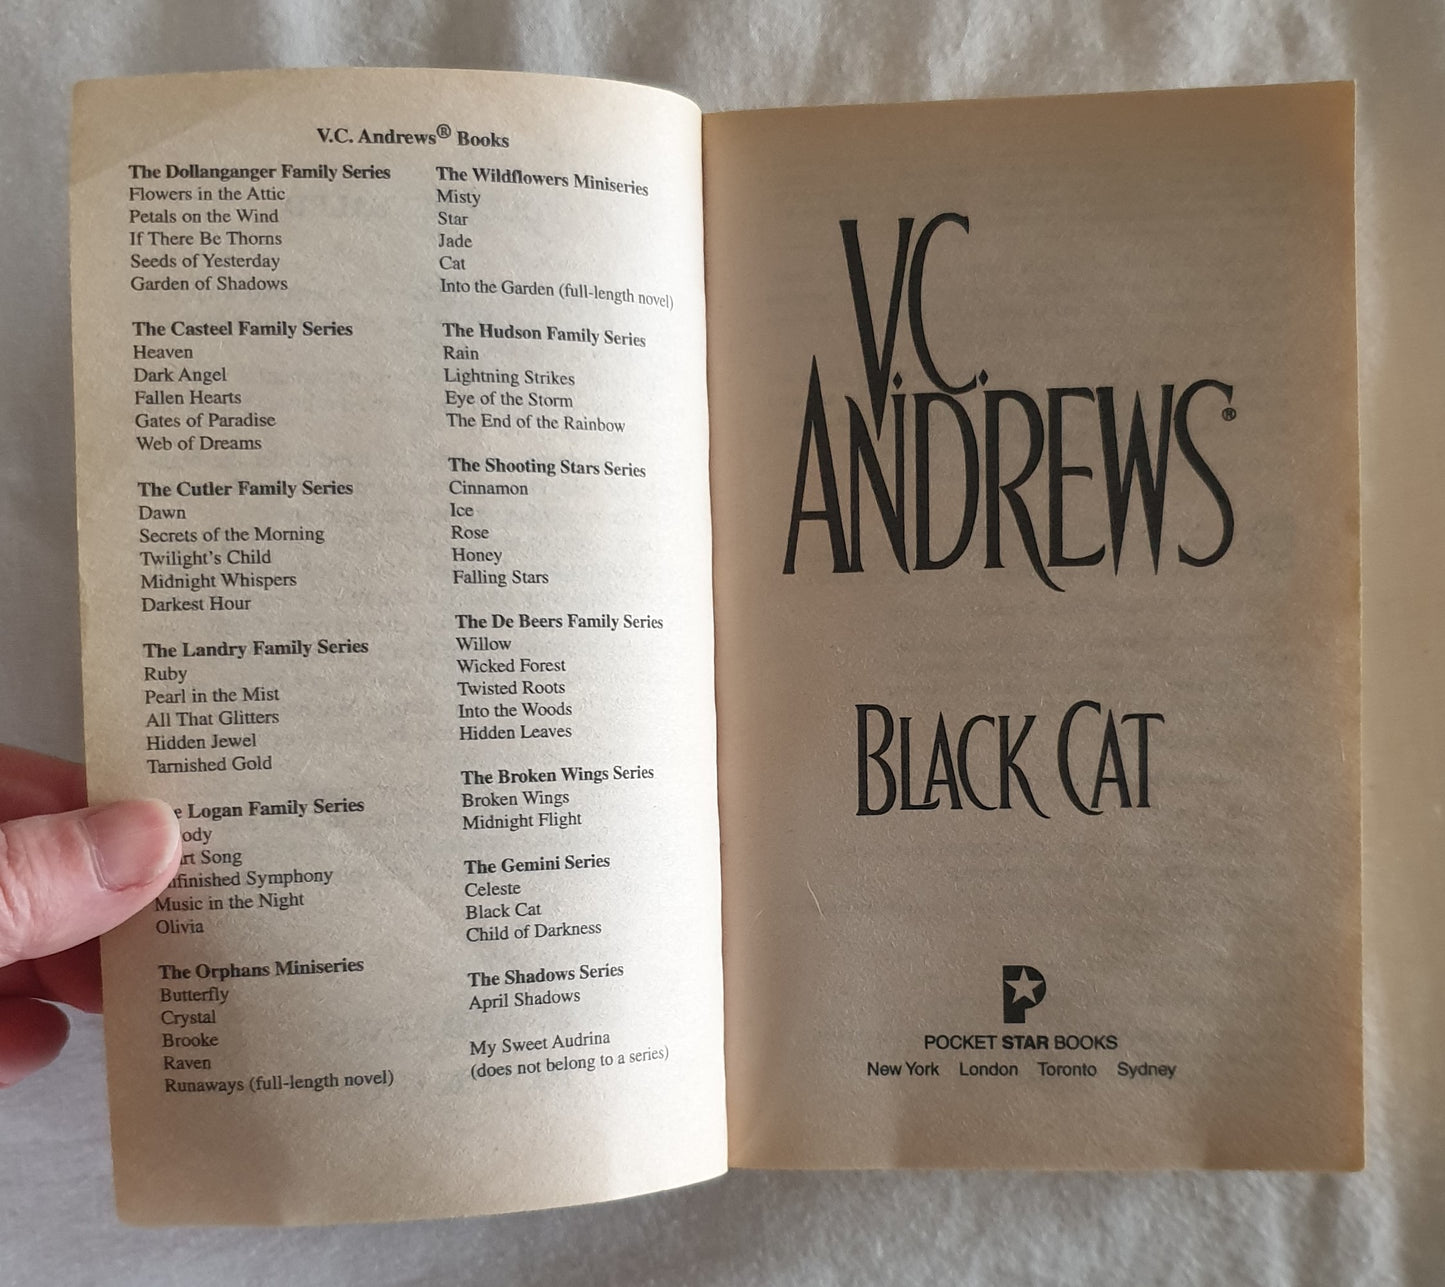 V.C. Andrews® Books
The Dollanganger Family Series
Flowers in the Attic
Petals on the Wind
If There Be Thorns
Seeds of Yesterday
Garden of Shadows
The Casteel Family Series
Heaven
Dark Angel
Fallen Hearts
Gates of Paradise
Web of Dreams
The Cutler Family Series
Dawn
Secrets of the Morning
Twilight's Child
Midnight Whispers
Darkest Hour
The Landry Family Series
Ruby
Pearl in the Mist
All That Glitters
Hidden Jewel
Tarnished Gold
Logan Family Series
Song
Symphony
Music in the Night
Olivia
The Orphans Miniseries
Butterfly
Crystal
Brooke
Raven
Runaways (full-length novel)
The Wildflowers Miniseries
Misty
Star
Jade
Cat
Into the Garden (full-length novel)
The Hudson Family Series
Rain
Lightning Strikes
Eye of the Storm
The End of the Rainbow
The Shooting Stars Series
Cinnamon
Ice
Rose
Honey
Falling Stars
The De Beers Family Series
Willow
Wicked Forest
Twisted Roots
Into the Woods
Hidden Leaves
The Broken Wings Series
Broken Wings
Midnight Flight
The Gemini Series
Celeste
Black Cat
Child of Darkness
The Shadows Series
April Shadows
My Sweet Audrina
(does not belong to a series)
V.C.
ANDREWS®
BLACK CAT
P
POCKET STAR BOOKS
New York London Toronto Sydney